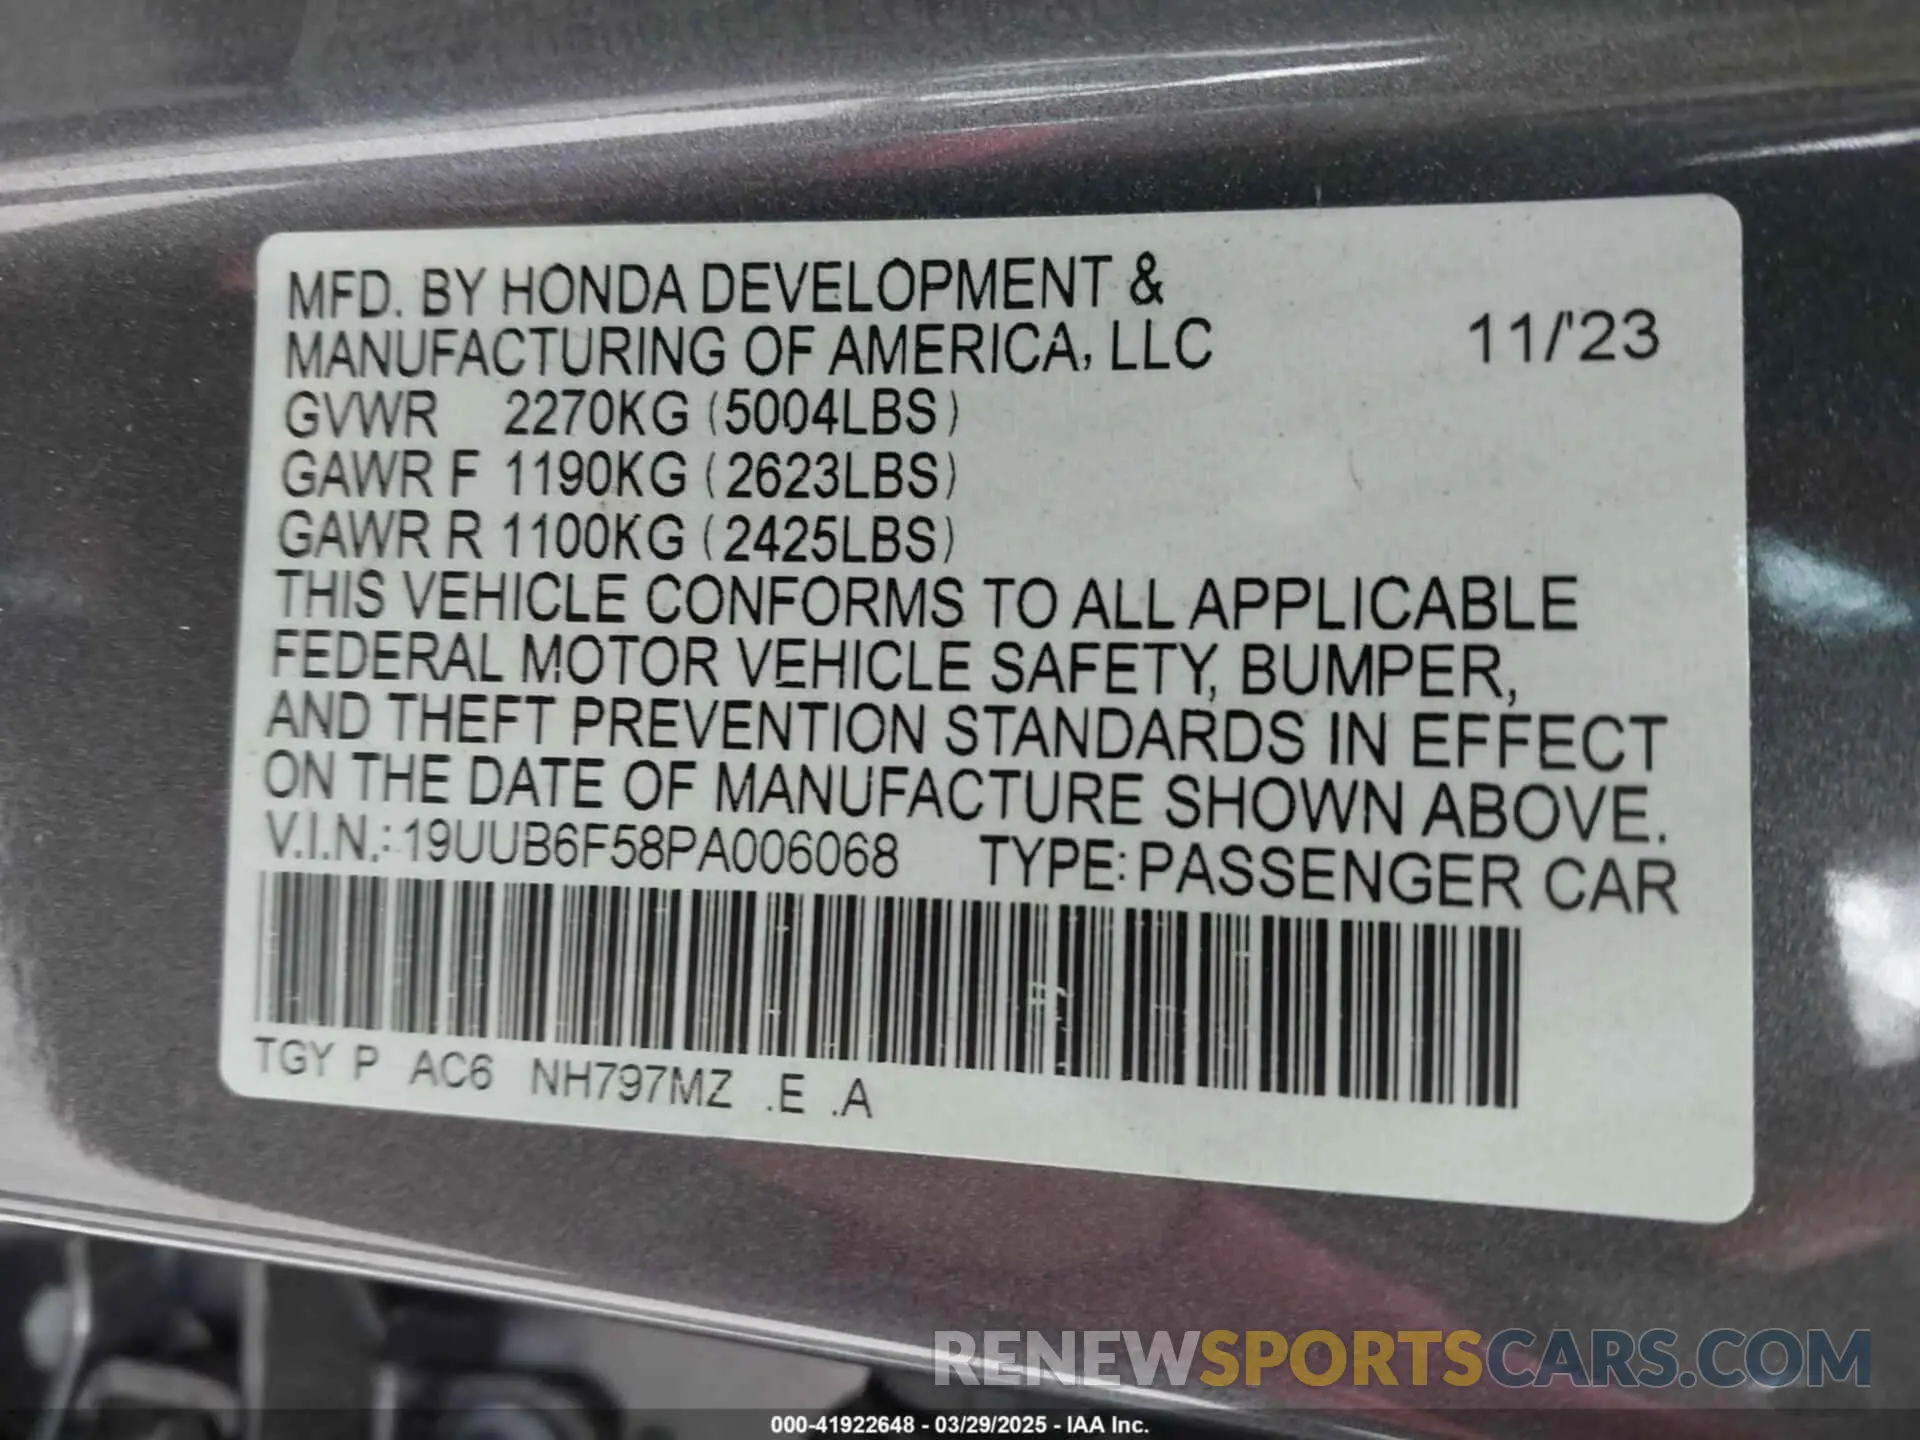 MFD. BY HONDA DEVELOPMENT &
MANUFACTURING OF AMERICA, LLC 11/'23
GVWR 2270KG (5004LBS)
GAWR F 1190KG (2623LBS)
GAWR R 1100KG (2425LBS)
THIS VEHICLE CONFORMS TO ALL APPLICABLE
FEDERAL MOTOR VEHICLE SAFETY, BUMPER,
AND THEFT PREVENTION STANDARDS IN EFFECT
ON THE DATE OF MANUFACTURE SHOWN ABOVE.
V.I.N.: 19UUB6F58PA006068 TYPE: PASSENGER CAR
TGY P AC6 NH797MZ .E .A
RENEWSPORTSCARS.COM
000-41922648 - 03/29/2025 - IAA Inc.